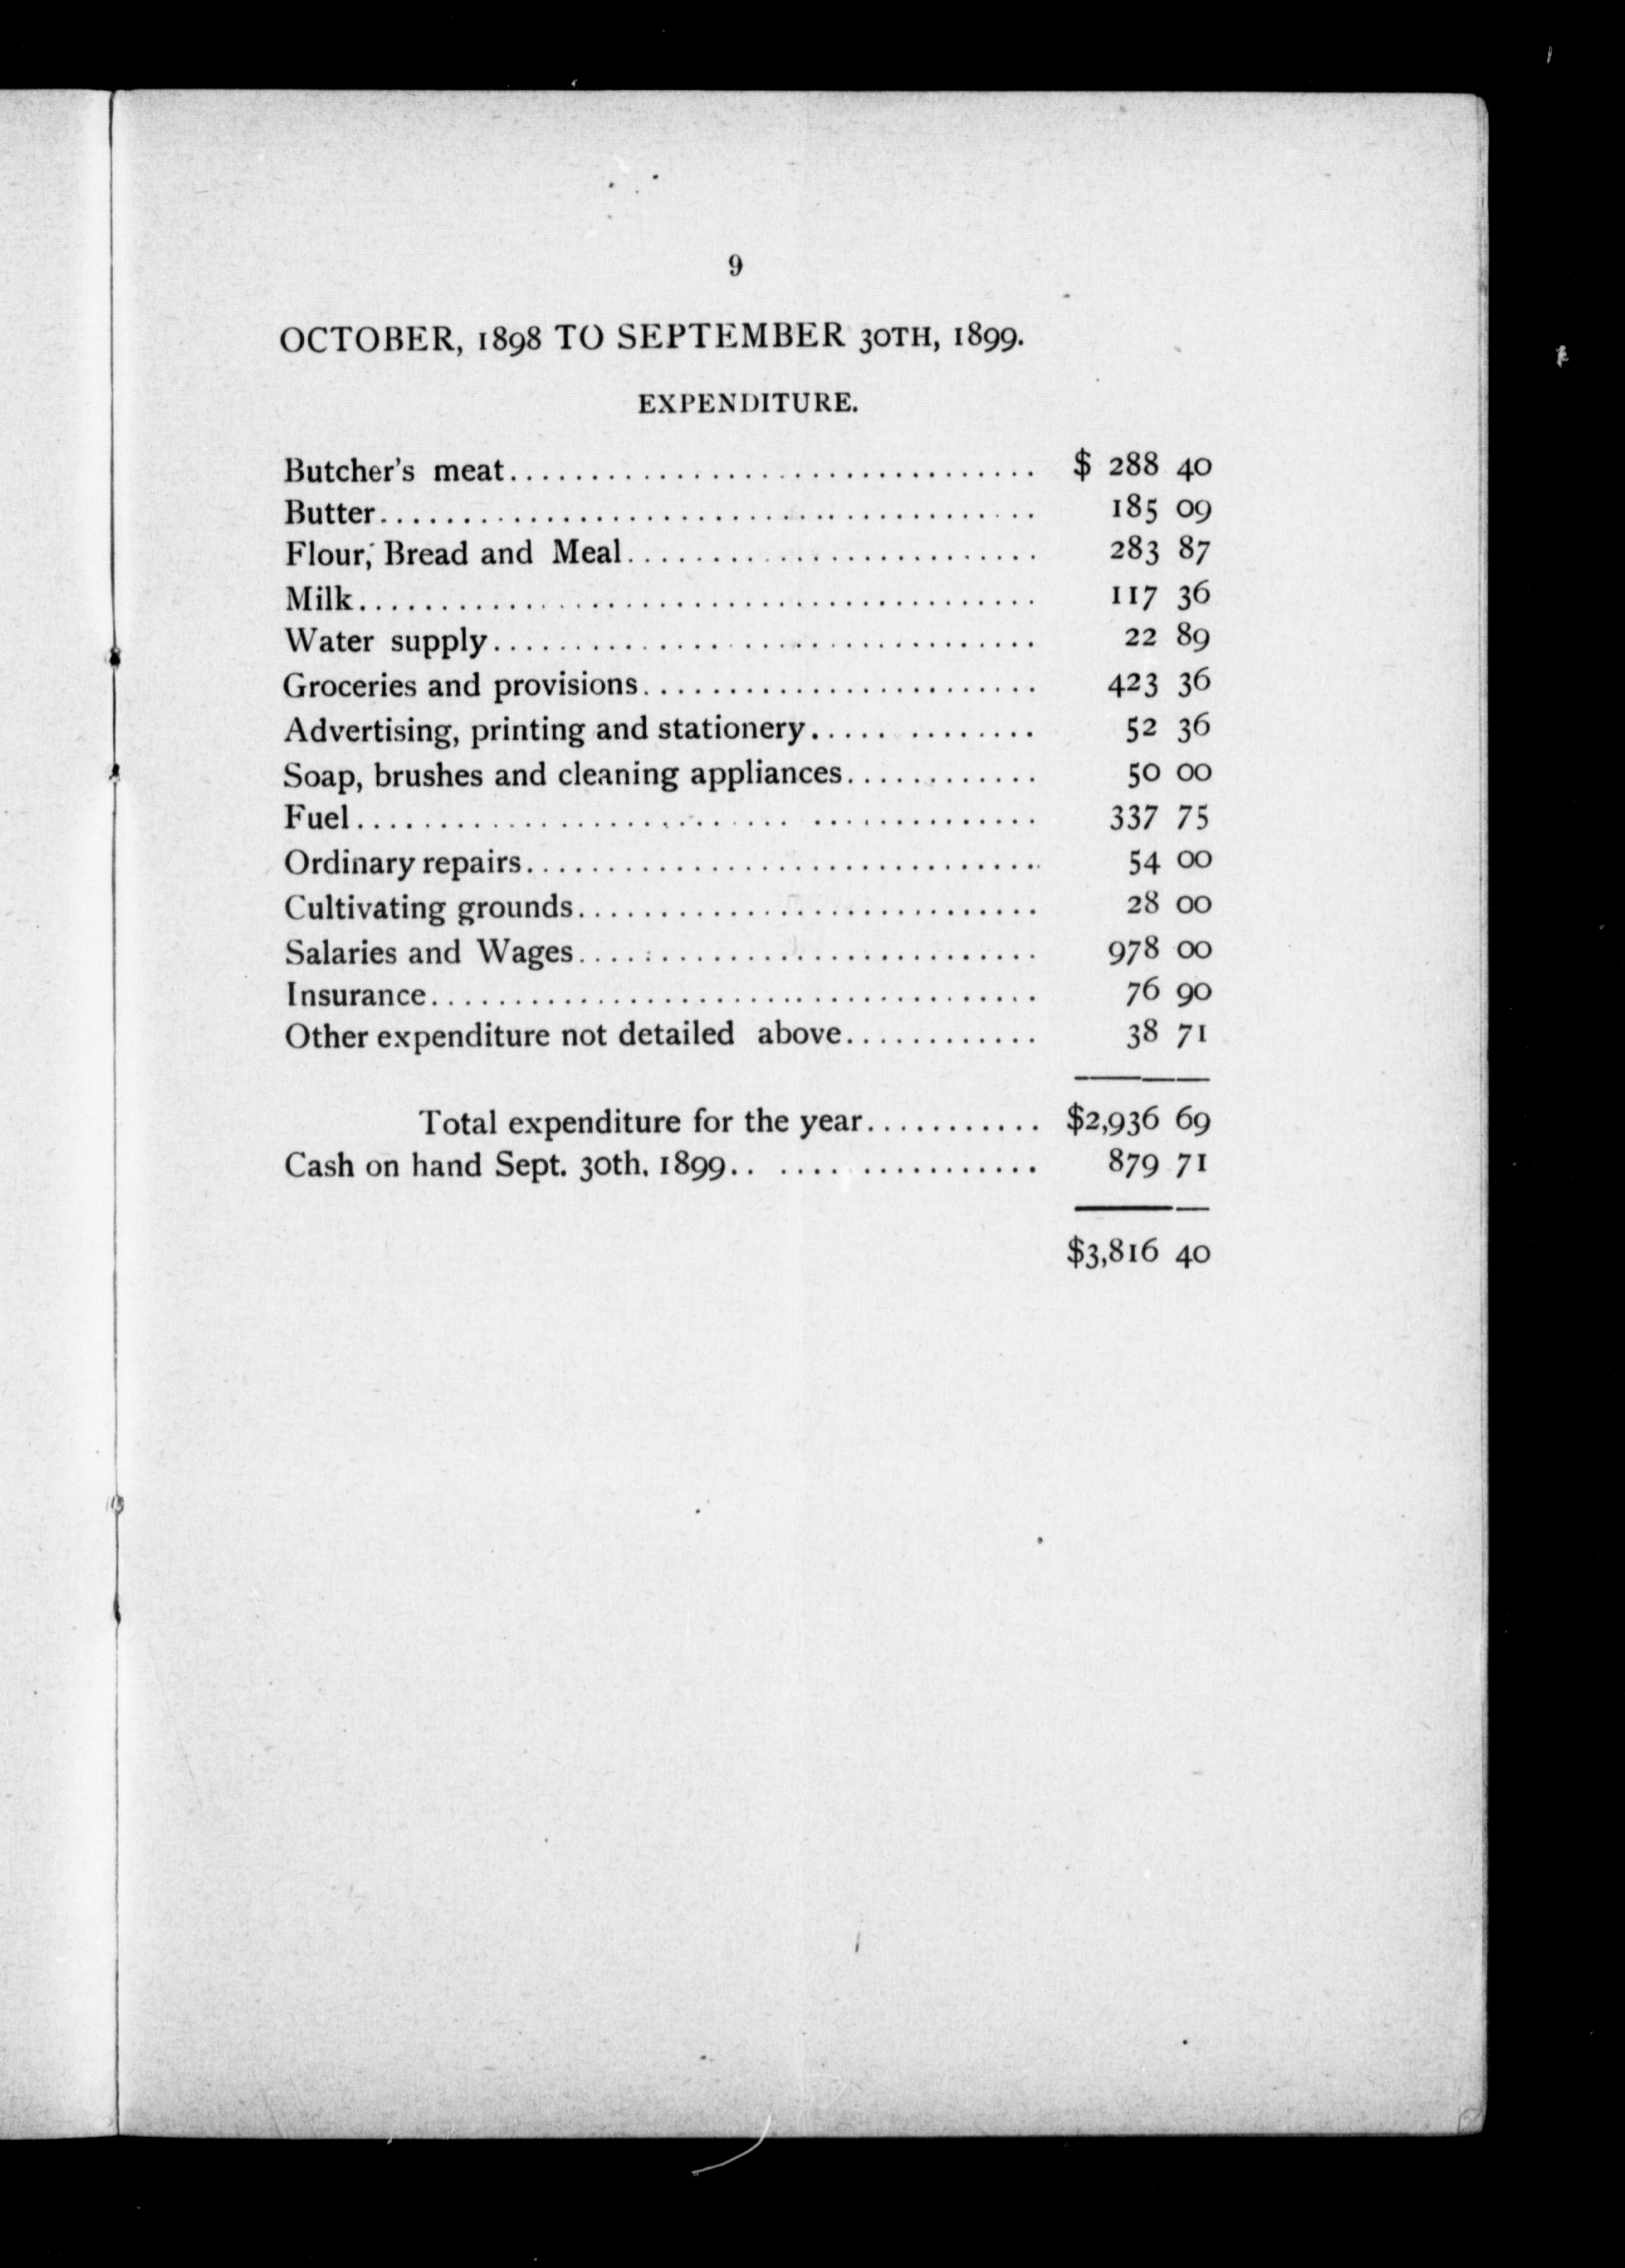 9
OCTOBER, 1898 TO SEPTEMBER 30TH, 1899.
EXPENDITURE.
Butcher's meat.................................. $ 288 40
Butter.......................................... 185 09
Flour, Bread and Meal.......................... 283 87
Milk.......................................... 117 36
Water supply.................................. 22 89
Groceries and provisions........................ 423 36
Advertising, printing and stationery.............. 52 36
Soap, brushes and cleaning appliances............ 50 00
Fuel.......................................... 337 75
Ordinary repairs................................ 54 00
Cultivating grounds............................ 28 00
Salaries and Wages............................ 978 00
Insurance...................................... 76 90
Other expenditure not detailed above............ 38 71
Total expenditure for the year........... $2,936 69
Cash on hand Sept. 30th, 1899.. ................ 879 71
$3,816 40